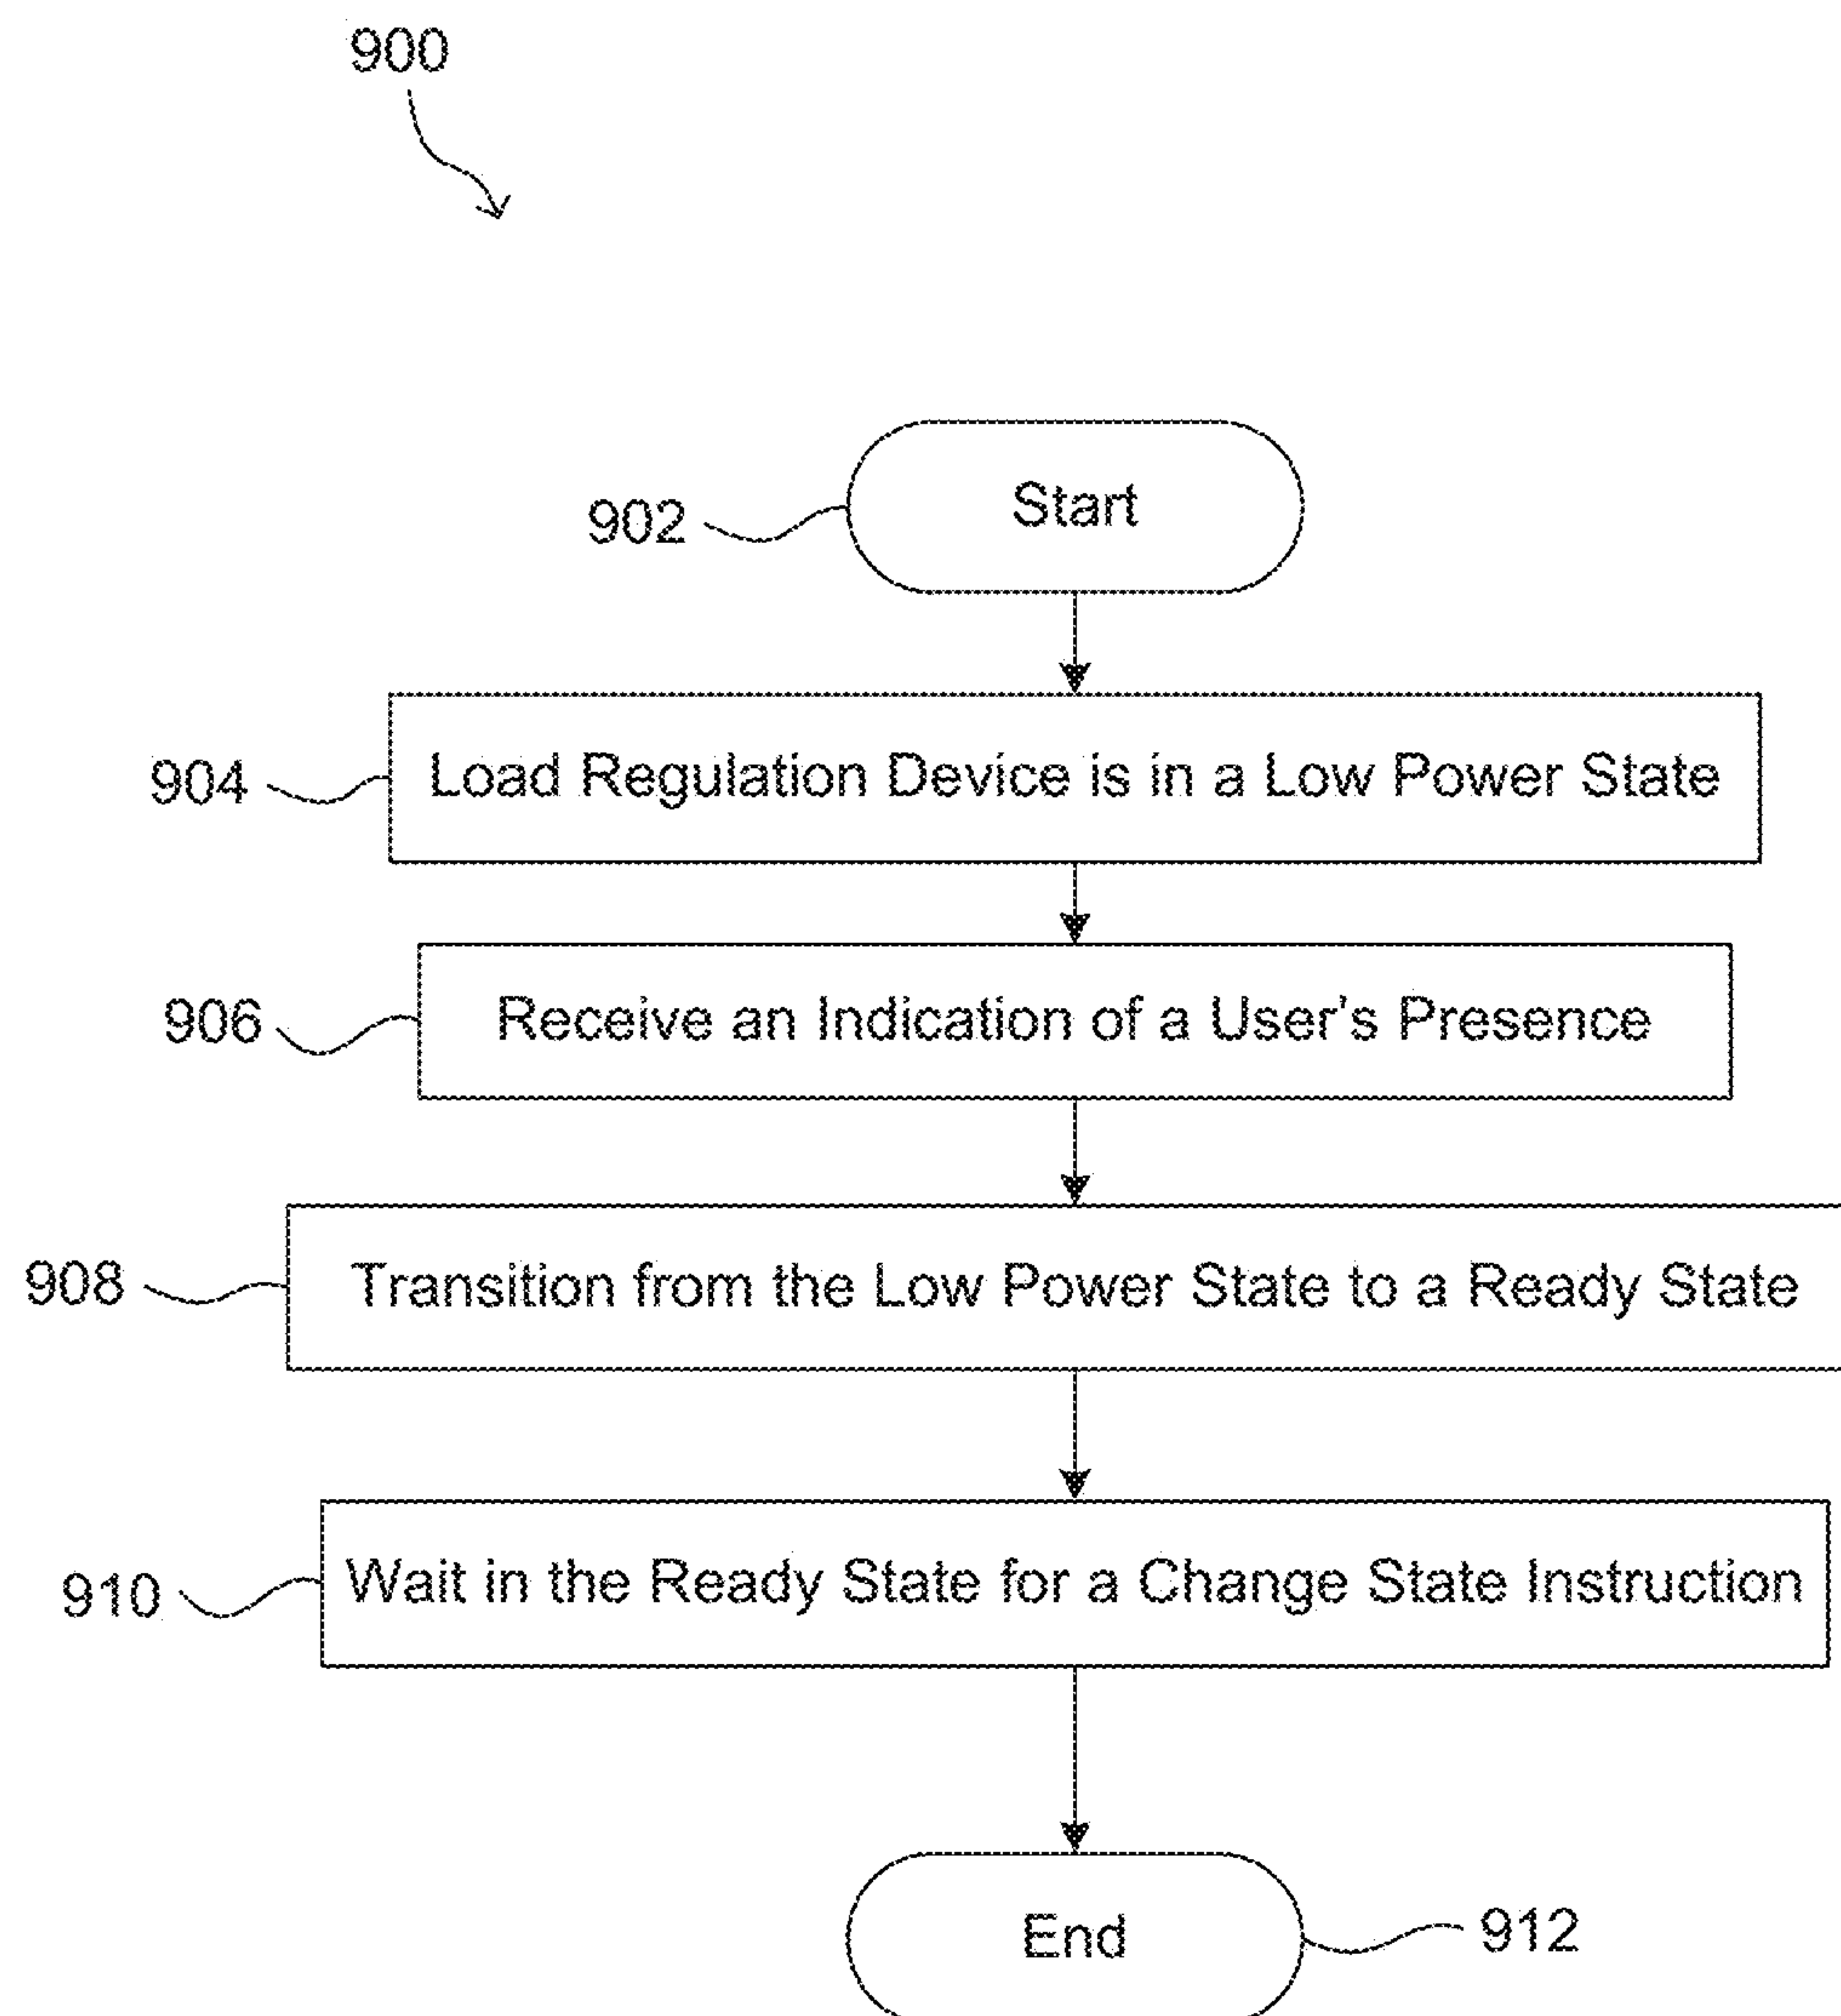 900
902 Start
904 Load Regulation Device is in a Low Power State
906 Receive an Indication of a User's Presence
908 Transition from the Low Power State to a Ready State
910 Wait in the Ready State for a Change State Instruction
End 912